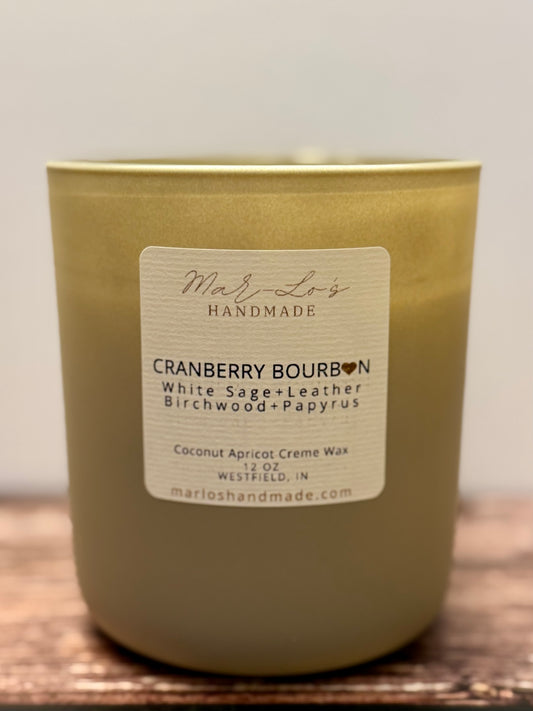 Mar-Lo's
HANDMADE
CRANBERRY BOURB🤎N
White Sage+Leather
Birchwood+Papyrus
Coconut Apricot Creme Wax
12 OZ
WESTFIELD, IN
marloshandmade.com